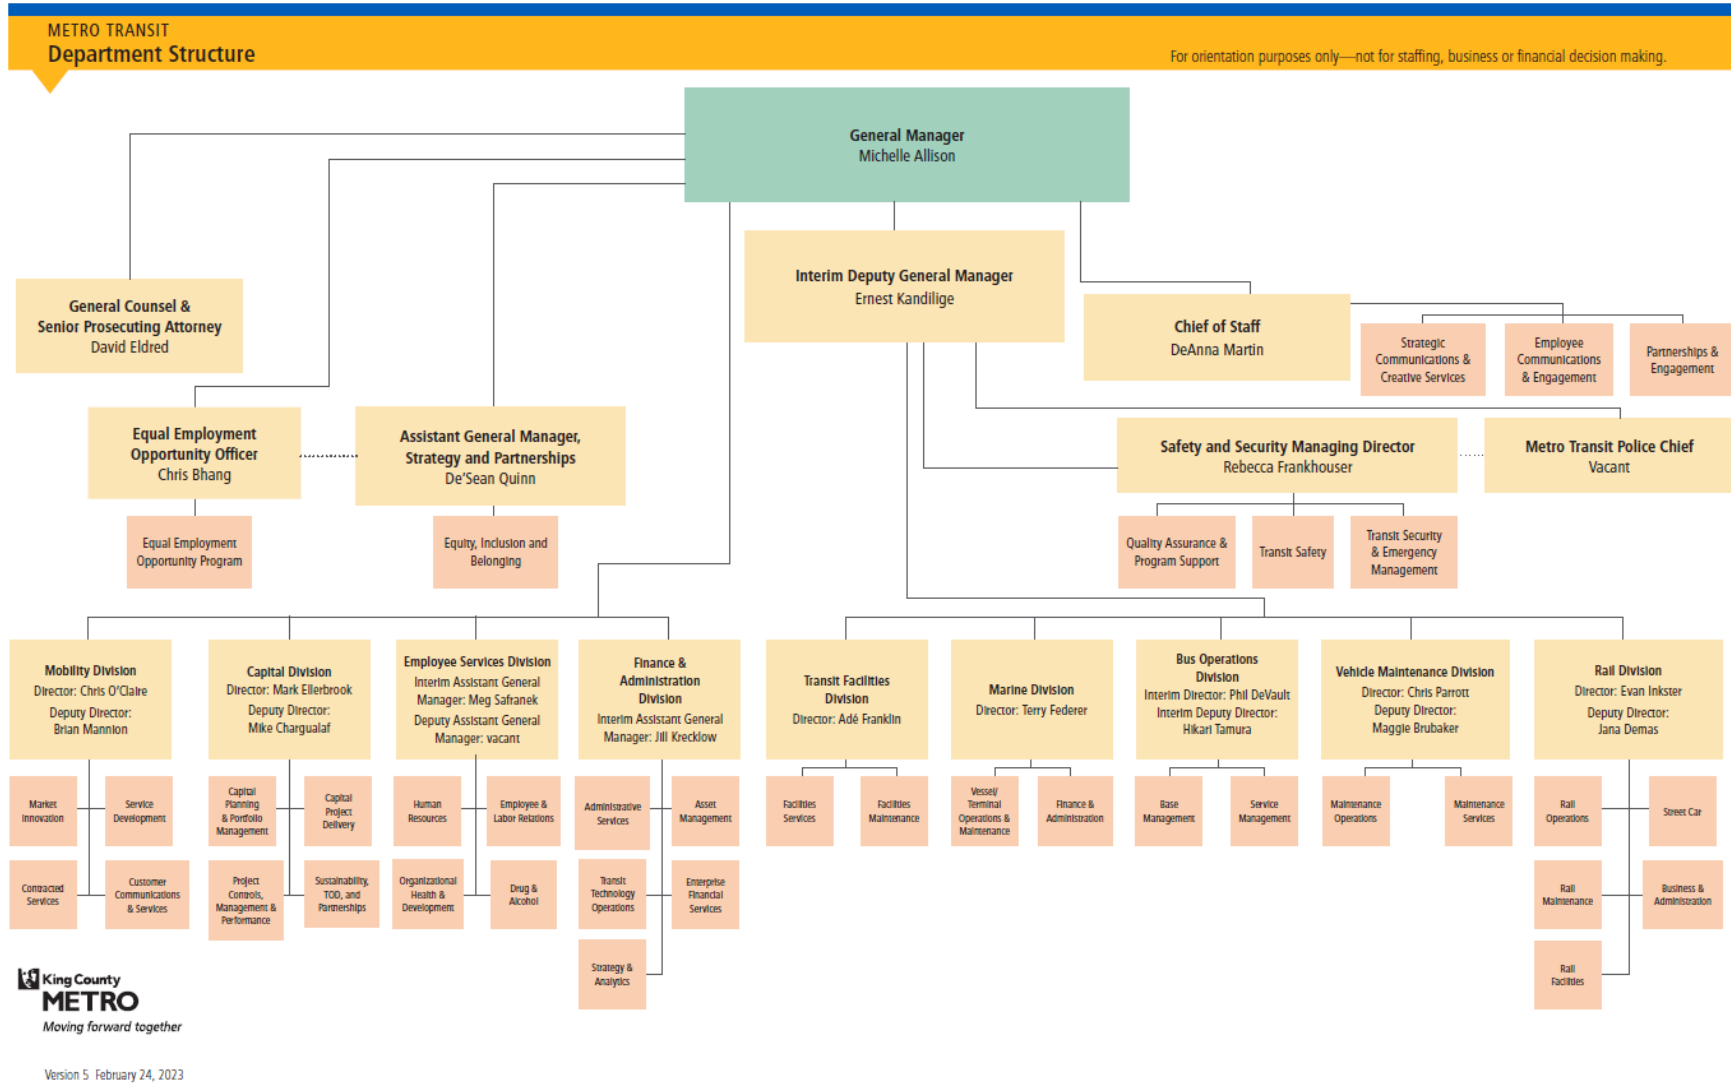 METRO TRANSIT
Department Structure
For orientation purposes only—not for staffing, business or financial decision making.
General Manager
Michelle Allison
Interim Deputy General Manager
Ernest Kandilige
General Counsel &
Senior Prosecuting Attorney
David Eldred
Chief of Staff
DeAnna Martin
Strategic
Communications &
Creative Services
Employee
Communications
& Engagement
Partnerships &
Engagement
Equal Employment
Opportunity Officer
Chris Bhang
Assistant General Manager,
Strategy and Partnerships
De'Sean Quinn
Safety and Security Managing Director
Rebecca Frankhouser
Metro Transit Police Chief
Vacant
Equal Employment
Opportunity Program
Equity, Inclusion and
Belonging
Quality Assurance &
Program Support
Transit Safety
Transit Security
& Emergency
Management
Mobility Division
Director: Chris O'Claire
Deputy Director:
Brian Mannion
Capital Division
Director: Mark Ellerbrook
Deputy Director:
Mike Chargualaf
Employee Services Division
Interim Assistant General
Manager: Meg Safranek
Deputy Assistant General
Manager: vacant
Finance &
Administration
Division
Interim Assistant General
Manager: Jill Krecklow
Transit Facilities
Division
Director: Adé Franklin
Marine Division
Director: Terry Federer
Bus Operations
Division
Interim Director: Phil DeVault
Interim Deputy Director:
Hikari Tamura
Vehicle Maintenance Division
Director: Chris Parrott
Deputy Director:
Maggie Brubaker
Rail Division
Director: Evan Inkster
Deputy Director:
Jana Demas
Market
Innovation
Service
Development
Contracted
Services
Customer
Communications
& Services
Capital
Planning
& Portfolio
Management
Capital
Project
Delivery
Project
Controls,
Management &
Performance
Sustainability,
TOD, and
Partnerships
Human
Resources
Employee &
Labor Relations
Organizational
Health &
Development
Drug &
Alcohol
Administrative
Services
Asset
Management
Transit
Technology
Operations
Enterprise
Financial
Services
Strategy &
Analytics
Facilities
Services
Facilities
Maintenance
Vessel/
Terminal
Operations &
Maintenance
Finance &
Administration
Base
Management
Service
Management
Maintenance
Operations
Maintenance
Services
Rail
Operations
Street Car
Rail
Maintenance
Business &
Administration
Rail
Facilities
King County
METRO
Moving forward together
Version 5 February 24, 2023